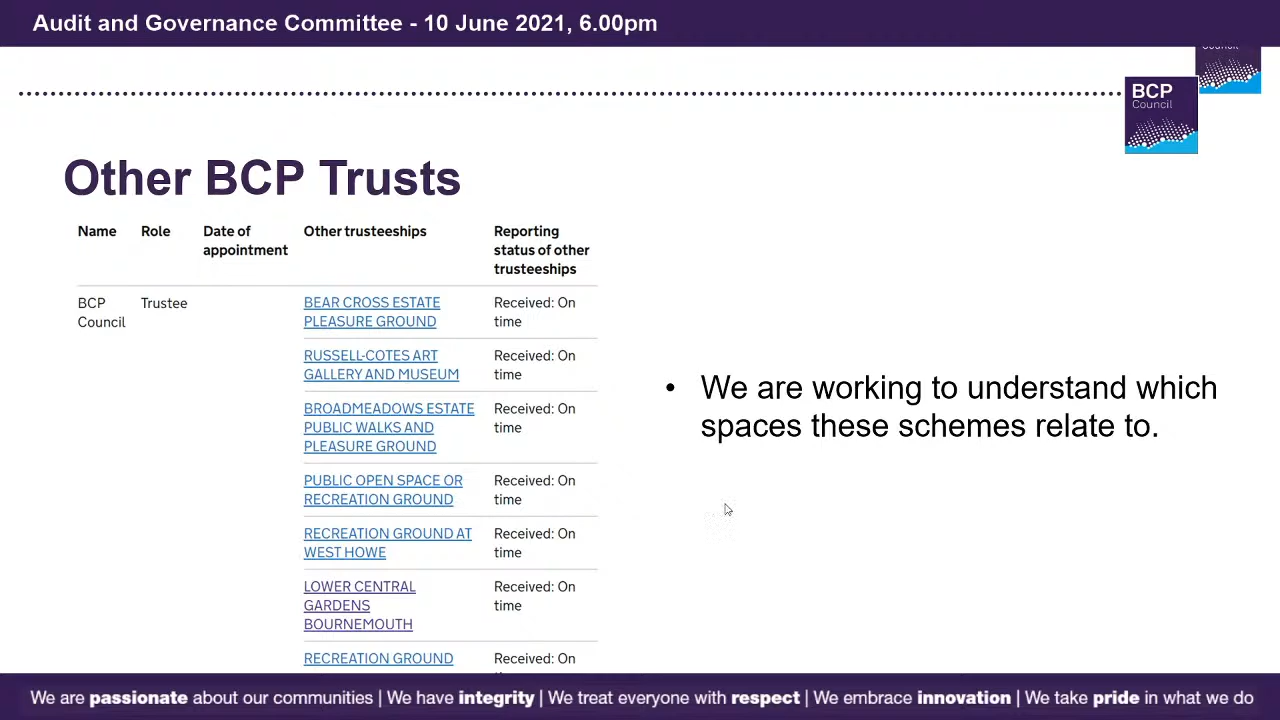 Audit and Governance Committee - 10 June 2021, 6.00pm
Council
BCP
Council
Other BCP Trusts
Name Role Date of appointment Other trusteeships Reporting status of other trusteeships
BCP Council Trustee
BEAR CROSS ESTATE
PLEASURE GROUND
Received: On
time
RUSSELL-COTES ART
GALLERY AND MUSEUM
Received: On
time
BROADMEADOWS ESTATE
PUBLIC WALKS AND
PLEASURE GROUND
Received: On
time
PUBLIC OPEN SPACE OR
RECREATION GROUND
Received: On
time
RECREATION GROUND AT
WEST HOWE
Received: On
time
LOWER CENTRAL
GARDENS
BOURNEMOUTH
Received: On
time
RECREATION GROUND
Received: On
• We are working to understand which
spaces these schemes relate to.
We are passionate about our communities | We have integrity | We treat everyone with respect | We embrace innovation | We take pride in what we do